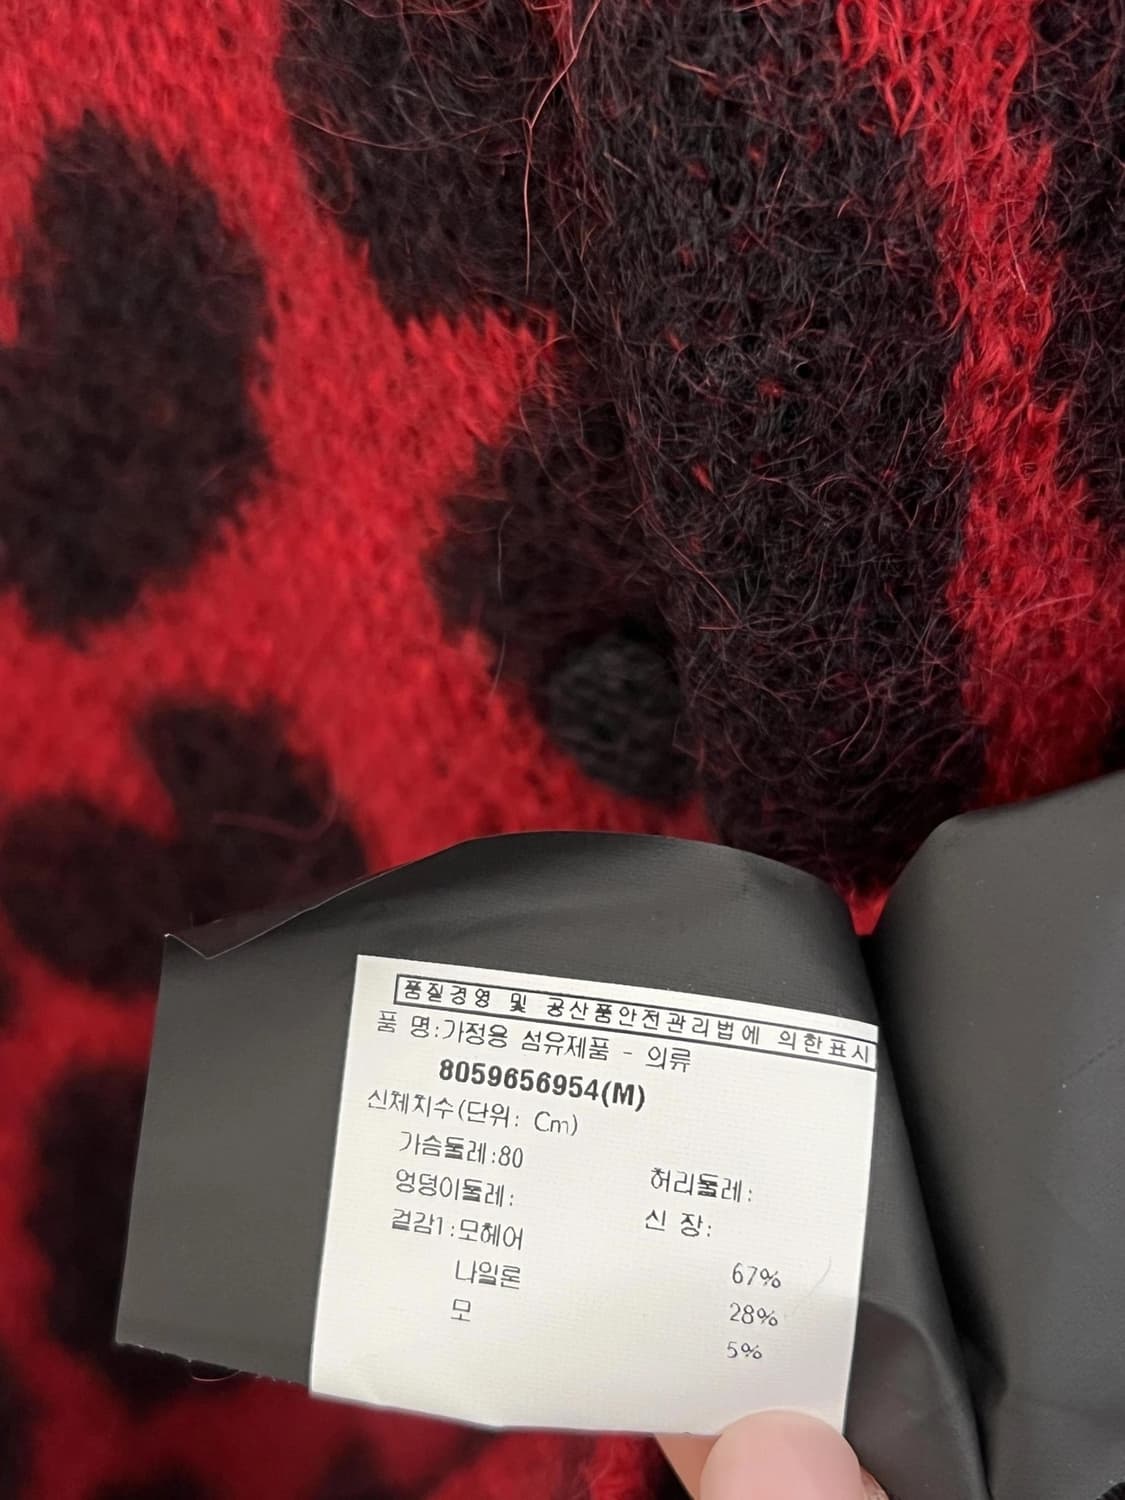 품질경영 및 공산품안전관리법에 의한표시
품 명:가정용 섬유제품 - 의류
8059656954(M)
신체치수(단위: Cm)
가슴둘레:80
허리둘레:
엉덩이둘레:
신 장:
겉감1:모헤어 67%
나일론 28%
모 5%